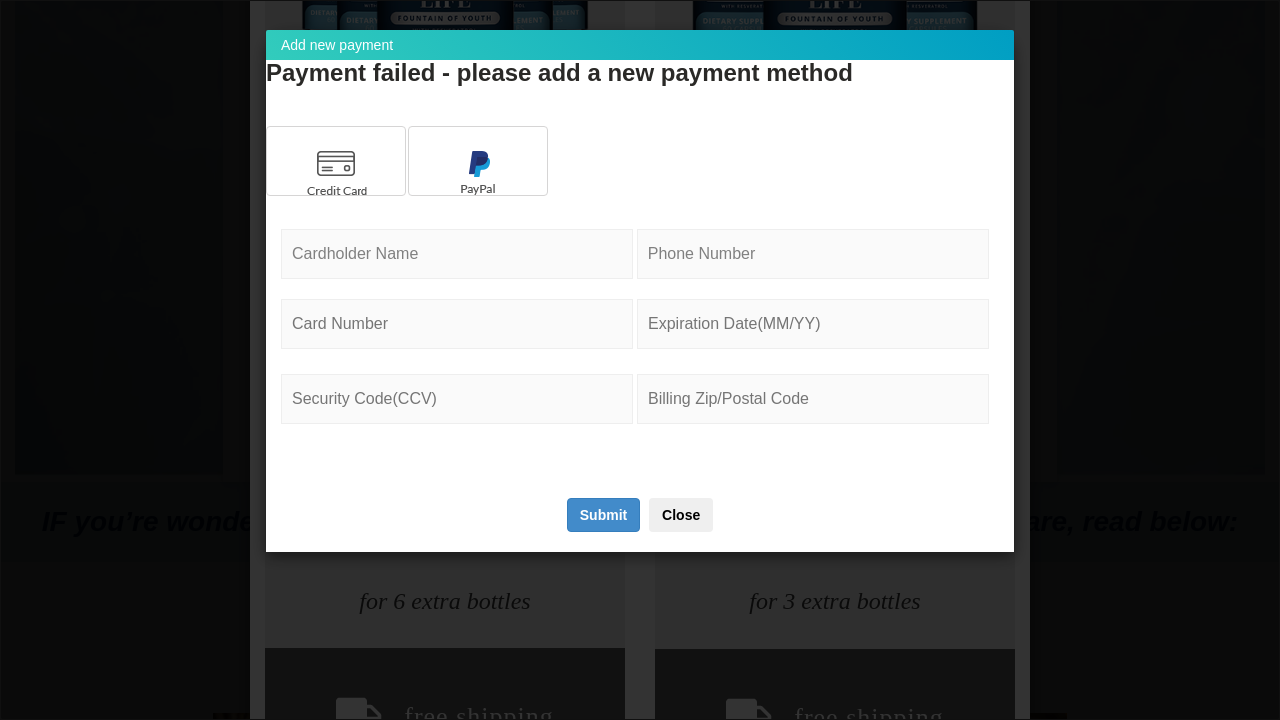 LIFE LIFE
FOUNTAIN OF YOUTH FOUNTAIN OF YOUTH
DIETARY SUPPLEMENT DIETARY SUPPLEMENT
Add new payment
Payment failed - please add a new payment method
Credit Card PayPal
Cardholder Name Phone Number
Card Number Expiration Date(MM/YY)
Security Code(CCV) Billing Zip/Postal Code
Submit Close
IF you're wonde are, read below:
for 6 extra bottles for 3 extra bottles
free shipping free shipping